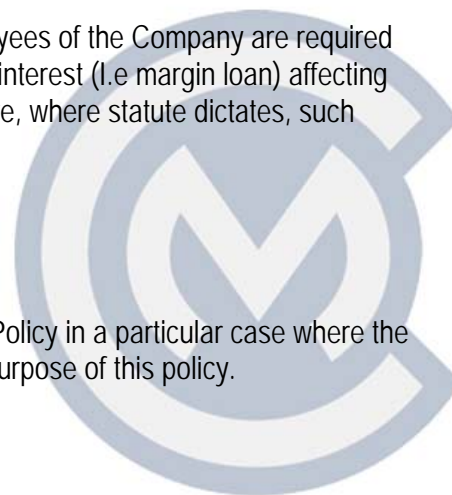 yees of the Company are required
interest (I.e margin loan) affecting
e, where statute dictates, such
Policy in a particular case where the
urpose of this policy.